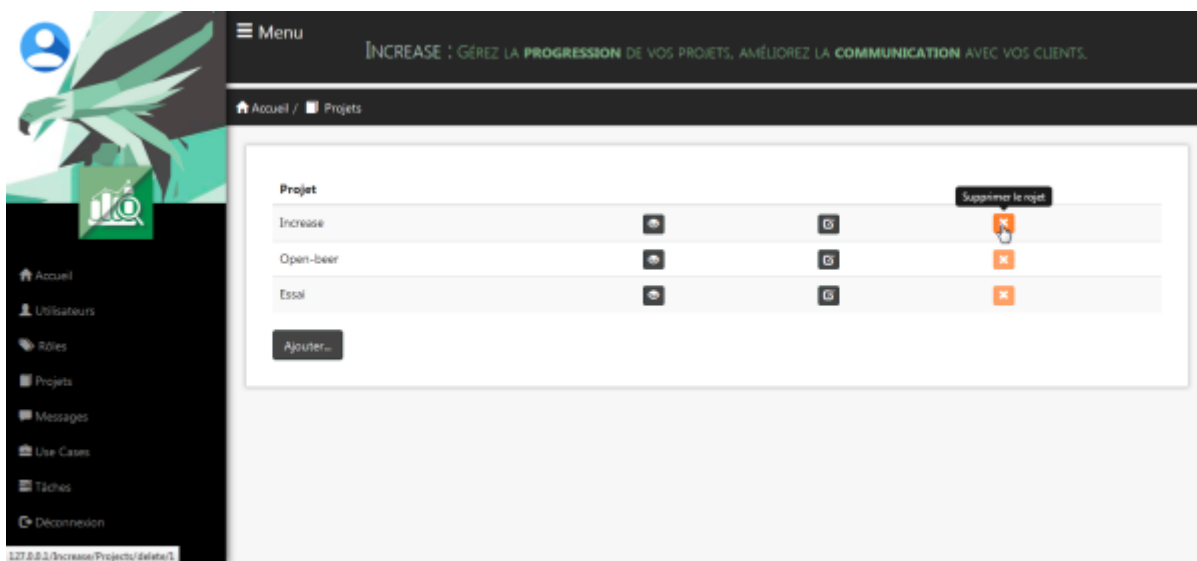 Menu
INCREASE : GÉREZ LA PROGRESSION DE VOS PROJETS, AMÉLIOREZ LA COMMUNICATION AVEC VOS CLIENTS.
Accueil / Projets
Projet
Supprimer le rojet
Increase
Open-beer
Essai
Ajouter...
Accueil
Utilisateurs
Rôles
Projets
Messages
Use Cases
Tâches
Déconnexion
127.0.0.1/Increase/Projects/delete/1